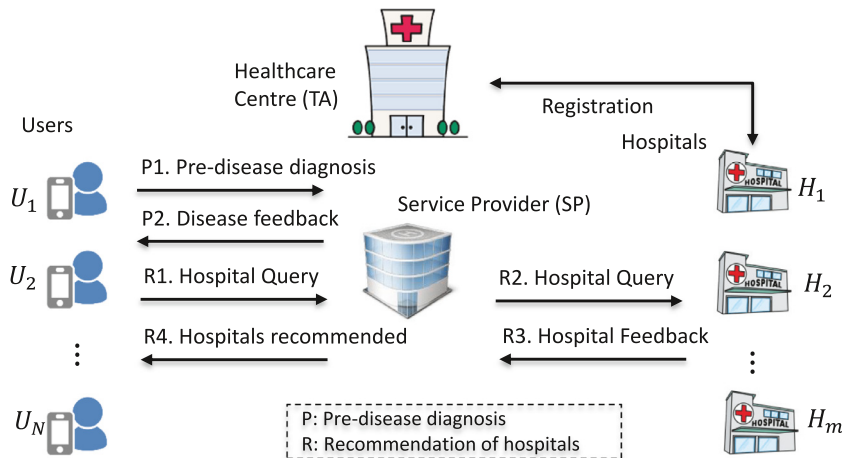 Healthcare
Centre (TA)
Registration
Users
Hospitals
P1. Pre-disease diagnosis
U1
HOSPITAL
H1
P2. Disease feedback
Service Provider (SP)
U2
R1. Hospital Query
R2. Hospital Query
HOSPITAL
H2
R4. Hospitals recommended
R3. Hospital Feedback
UN
P: Pre-disease diagnosis
R: Recommendation of hospitals
HOSPITAL
Hm